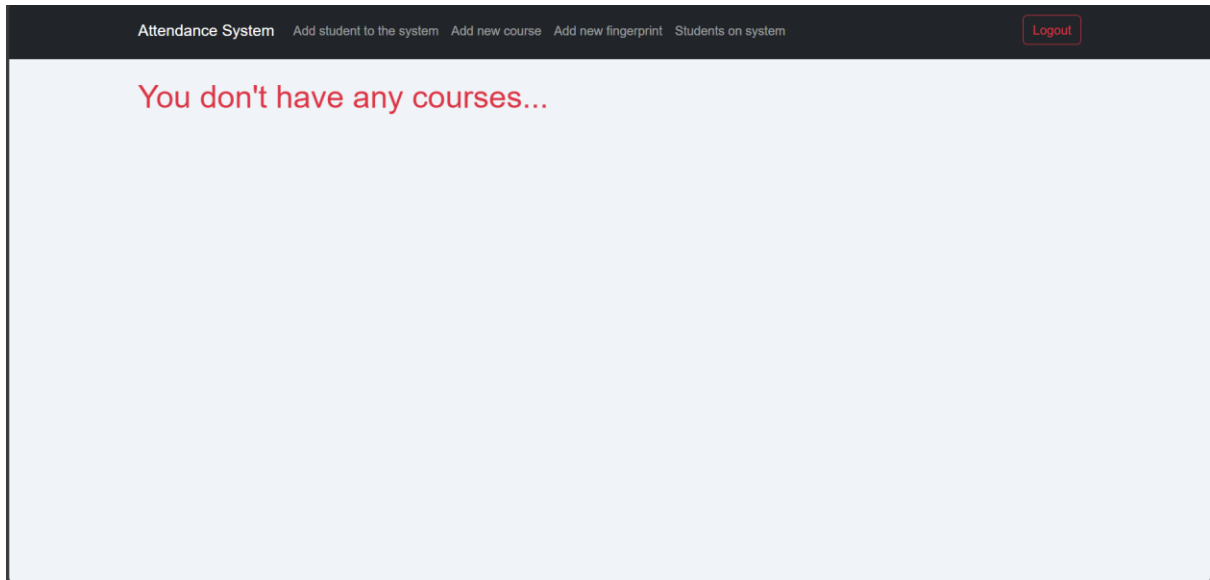 Attendance System Add student to the system Add new course Add new fingerprint Students on system Logout
You don't have any courses...